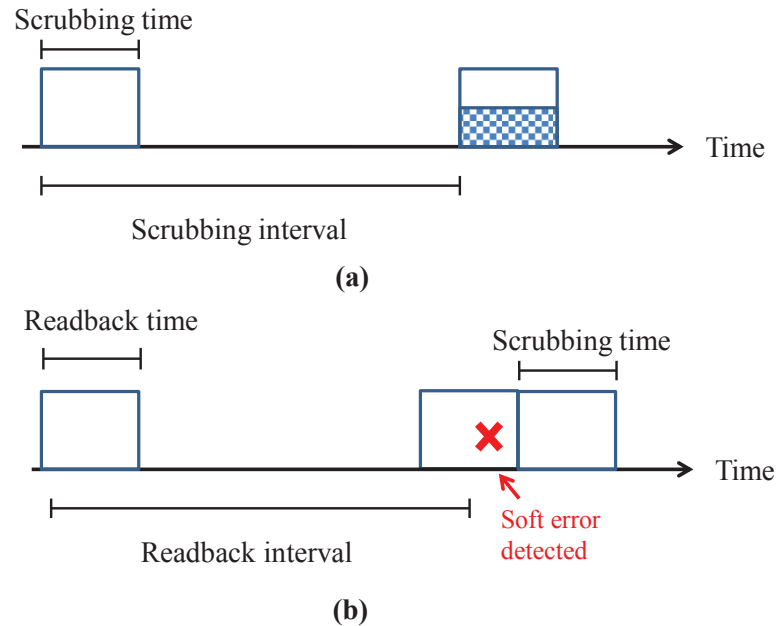 Scrubbing time
Time
Scrubbing interval
(a)
Readback time
Scrubbing time
Time
Soft error
detected
Readback interval
(b)